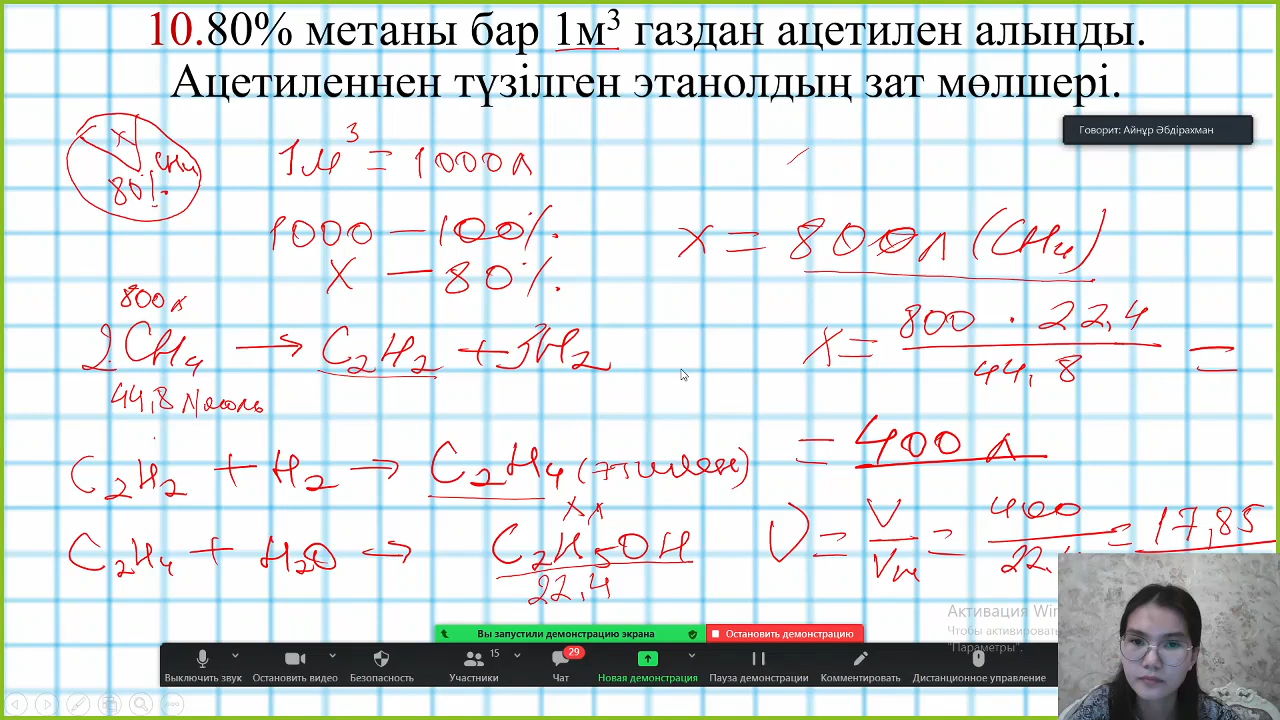 10.80% метаны бар 1м³ газдан ацетилен алынды.
Ацетиленнен түзілген этанолдың зат мөлшері.
Говорит: Айнұр Әбдірахман
x
CH₄
80%.
1м³ = 1000л
1000 — 100%.
X — 80%.
x = 800л (CH₄)
800л
2CH₄ → C₂H₂ + 3H₂
44,8 л/моль
x = 800 · 22,4 / 44,8 =
= 400 л
C₂H₂ + H₂ → C₂H₄ (этилен)
x л
C₂H₄ + H₂O → C₂H₅OH
22,4
ν = V / Vm = 400 / 22,4 = 17,85
Активация Win
Чтобы активировать
"Параметры".
Вы запустили демонстрацию экрана
Остановить демонстрацию
15
29
Выключить звук
Остановить видео
Безопасность
Участники
Чат
Новая демонстрация
Пауза демонстрации
Комментировать
Дистанционное управление